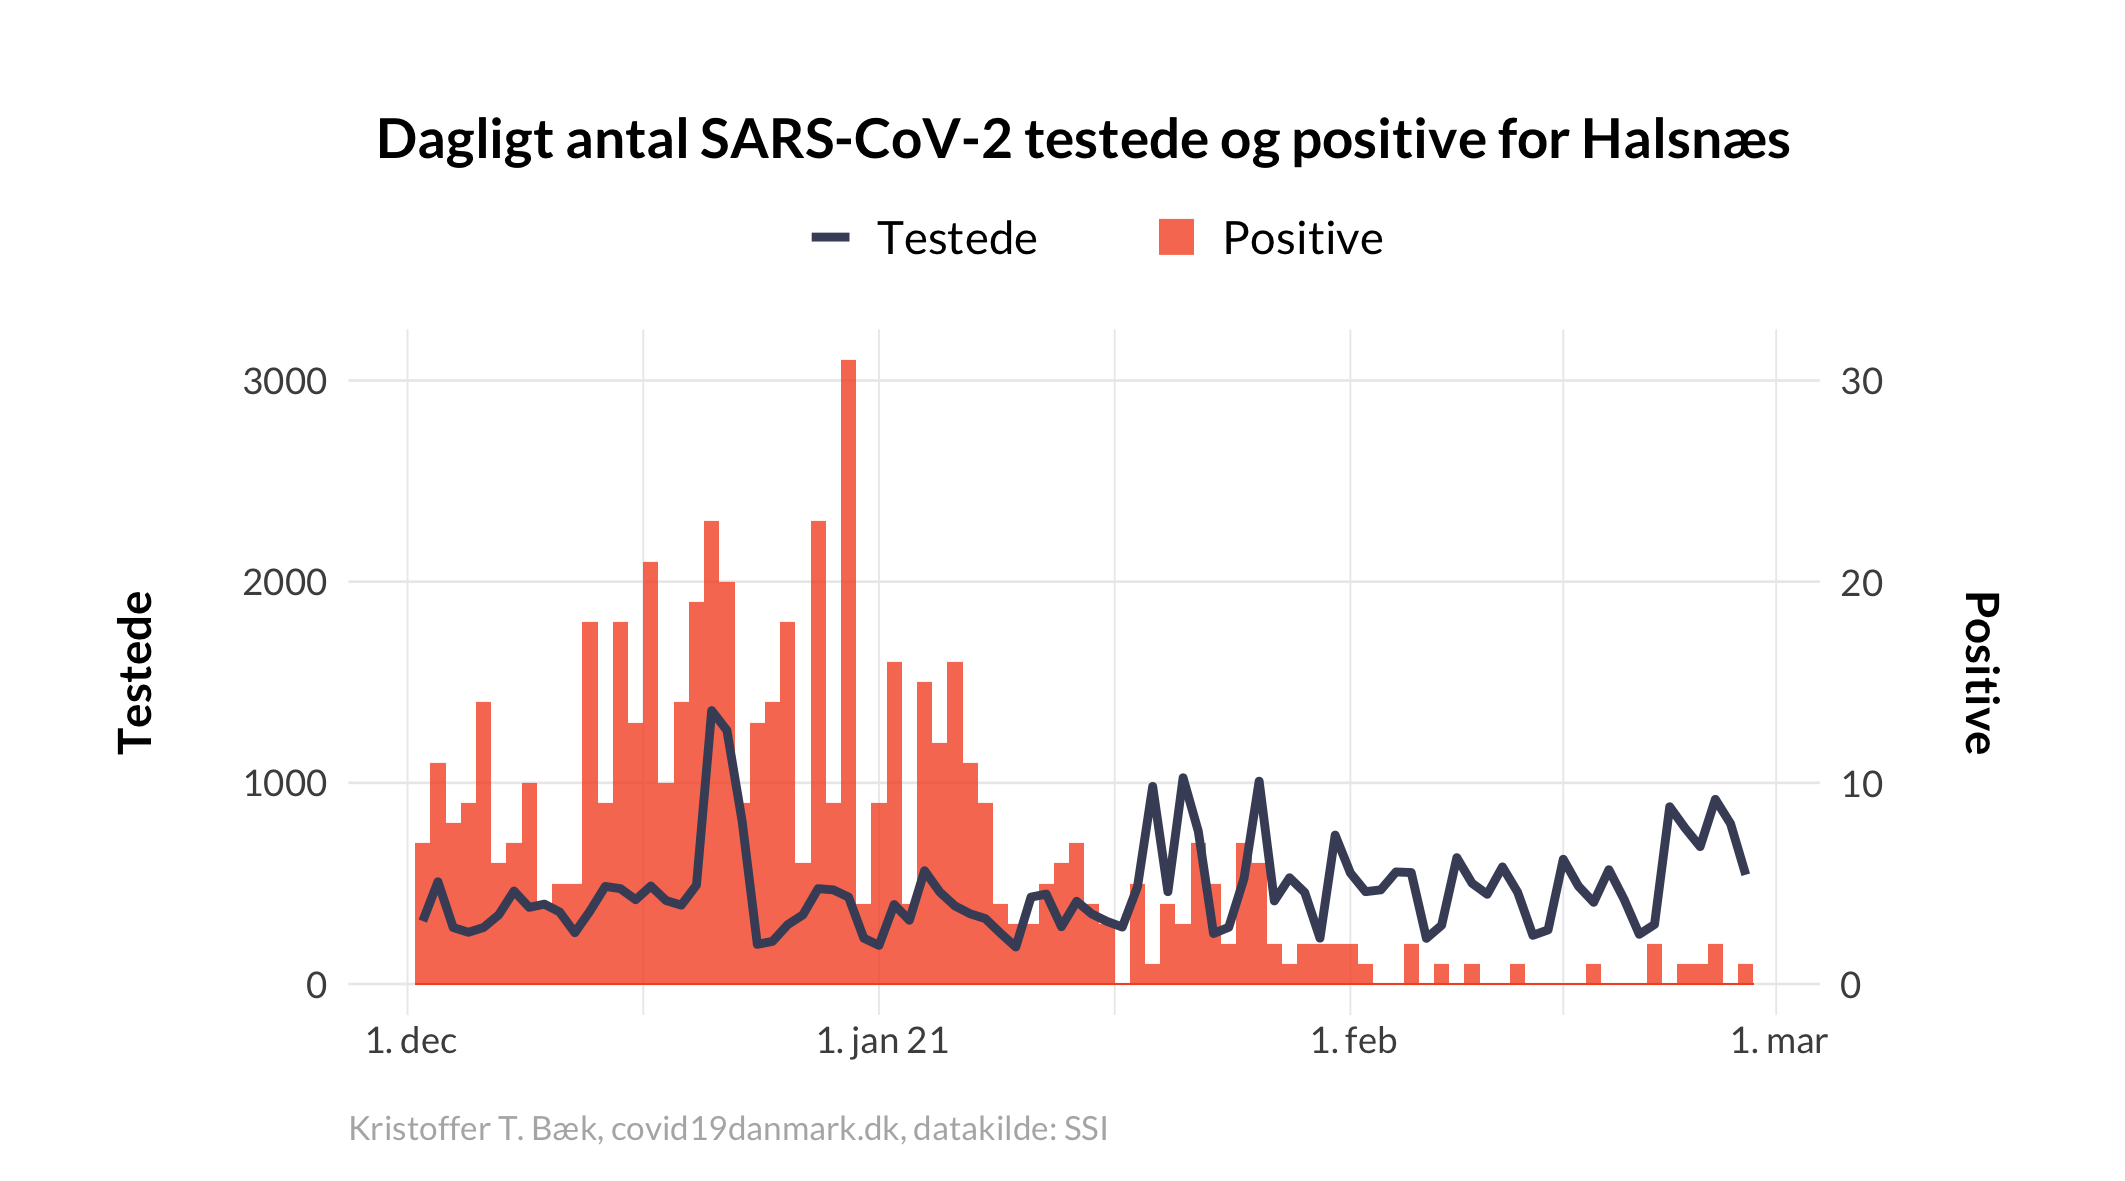 Dagligt antal SARS-CoV-2 testede og positive for Halsnæs
Testede
Positive
3000
2000
1000
0
Testede
30
20
10
0
Positive
1. dec
1. jan 21
1. feb
1. mar
Kristoffer T. Bæk, covid19danmark.dk, datakilde: SSI